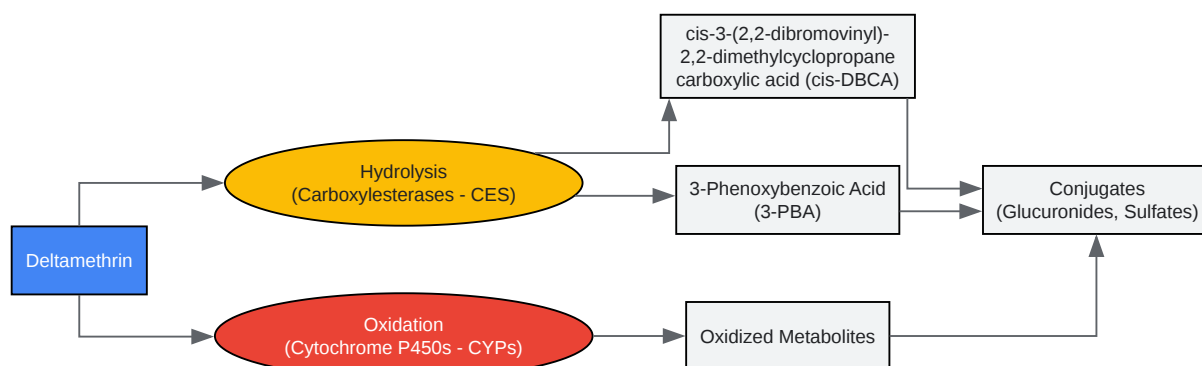 cis-3-(2,2-dibromovinyl)-
2,2-dimethylcyclopropane
carboxylic acid (cis-DBCA)
Hydrolysis
(Carboxylesterases - CES)
3-Phenoxybenzoic Acid
(3-PBA)
Conjugates
(Glucuronides, Sulfates)
Deltamethrin
Oxidation
(Cytochrome P450s - CYPs)
Oxidized Metabolites